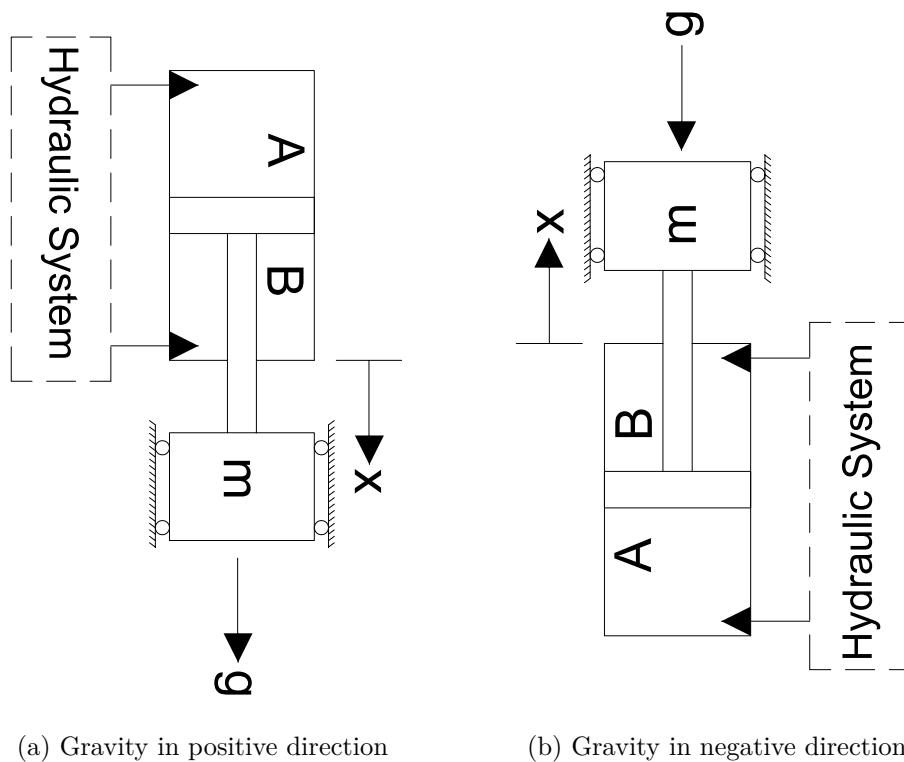 Hydraulic System
A
B
m
x
g
(a) Gravity in positive direction
g
m
x
B
A
Hydraulic System
(b) Gravity in negative direction